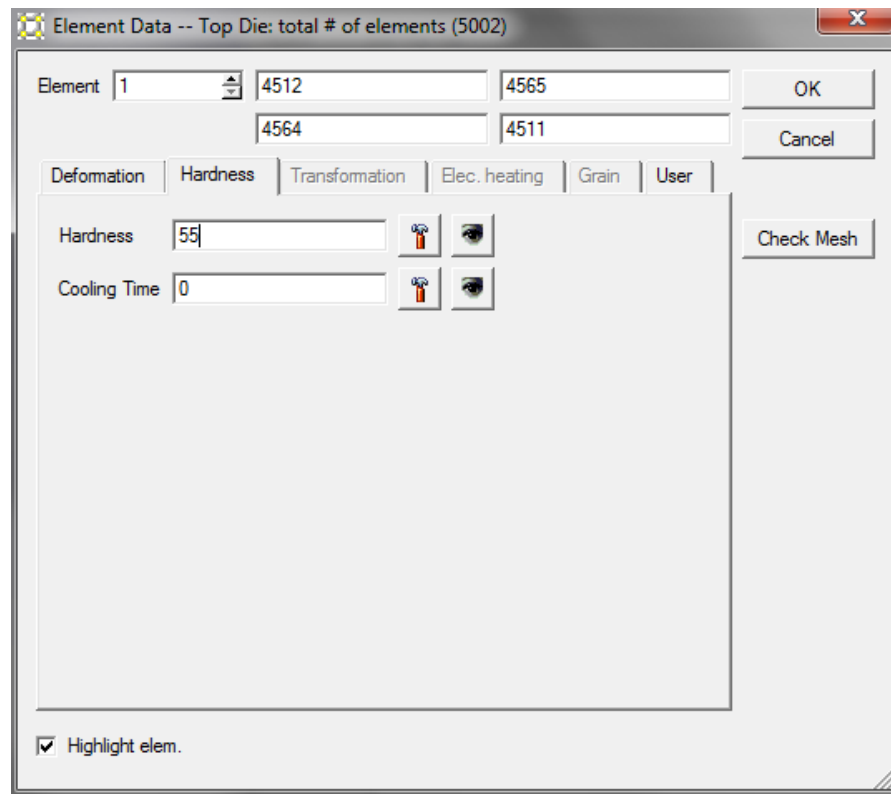 Element Data -- Top Die: total # of elements (5002)
Element 1 4512 4565 OK
4564 4511 Cancel
Deformation Hardness Transformation Elec. heating Grain User
Hardness 55 Check Mesh
Cooling Time 0
Highlight elem.